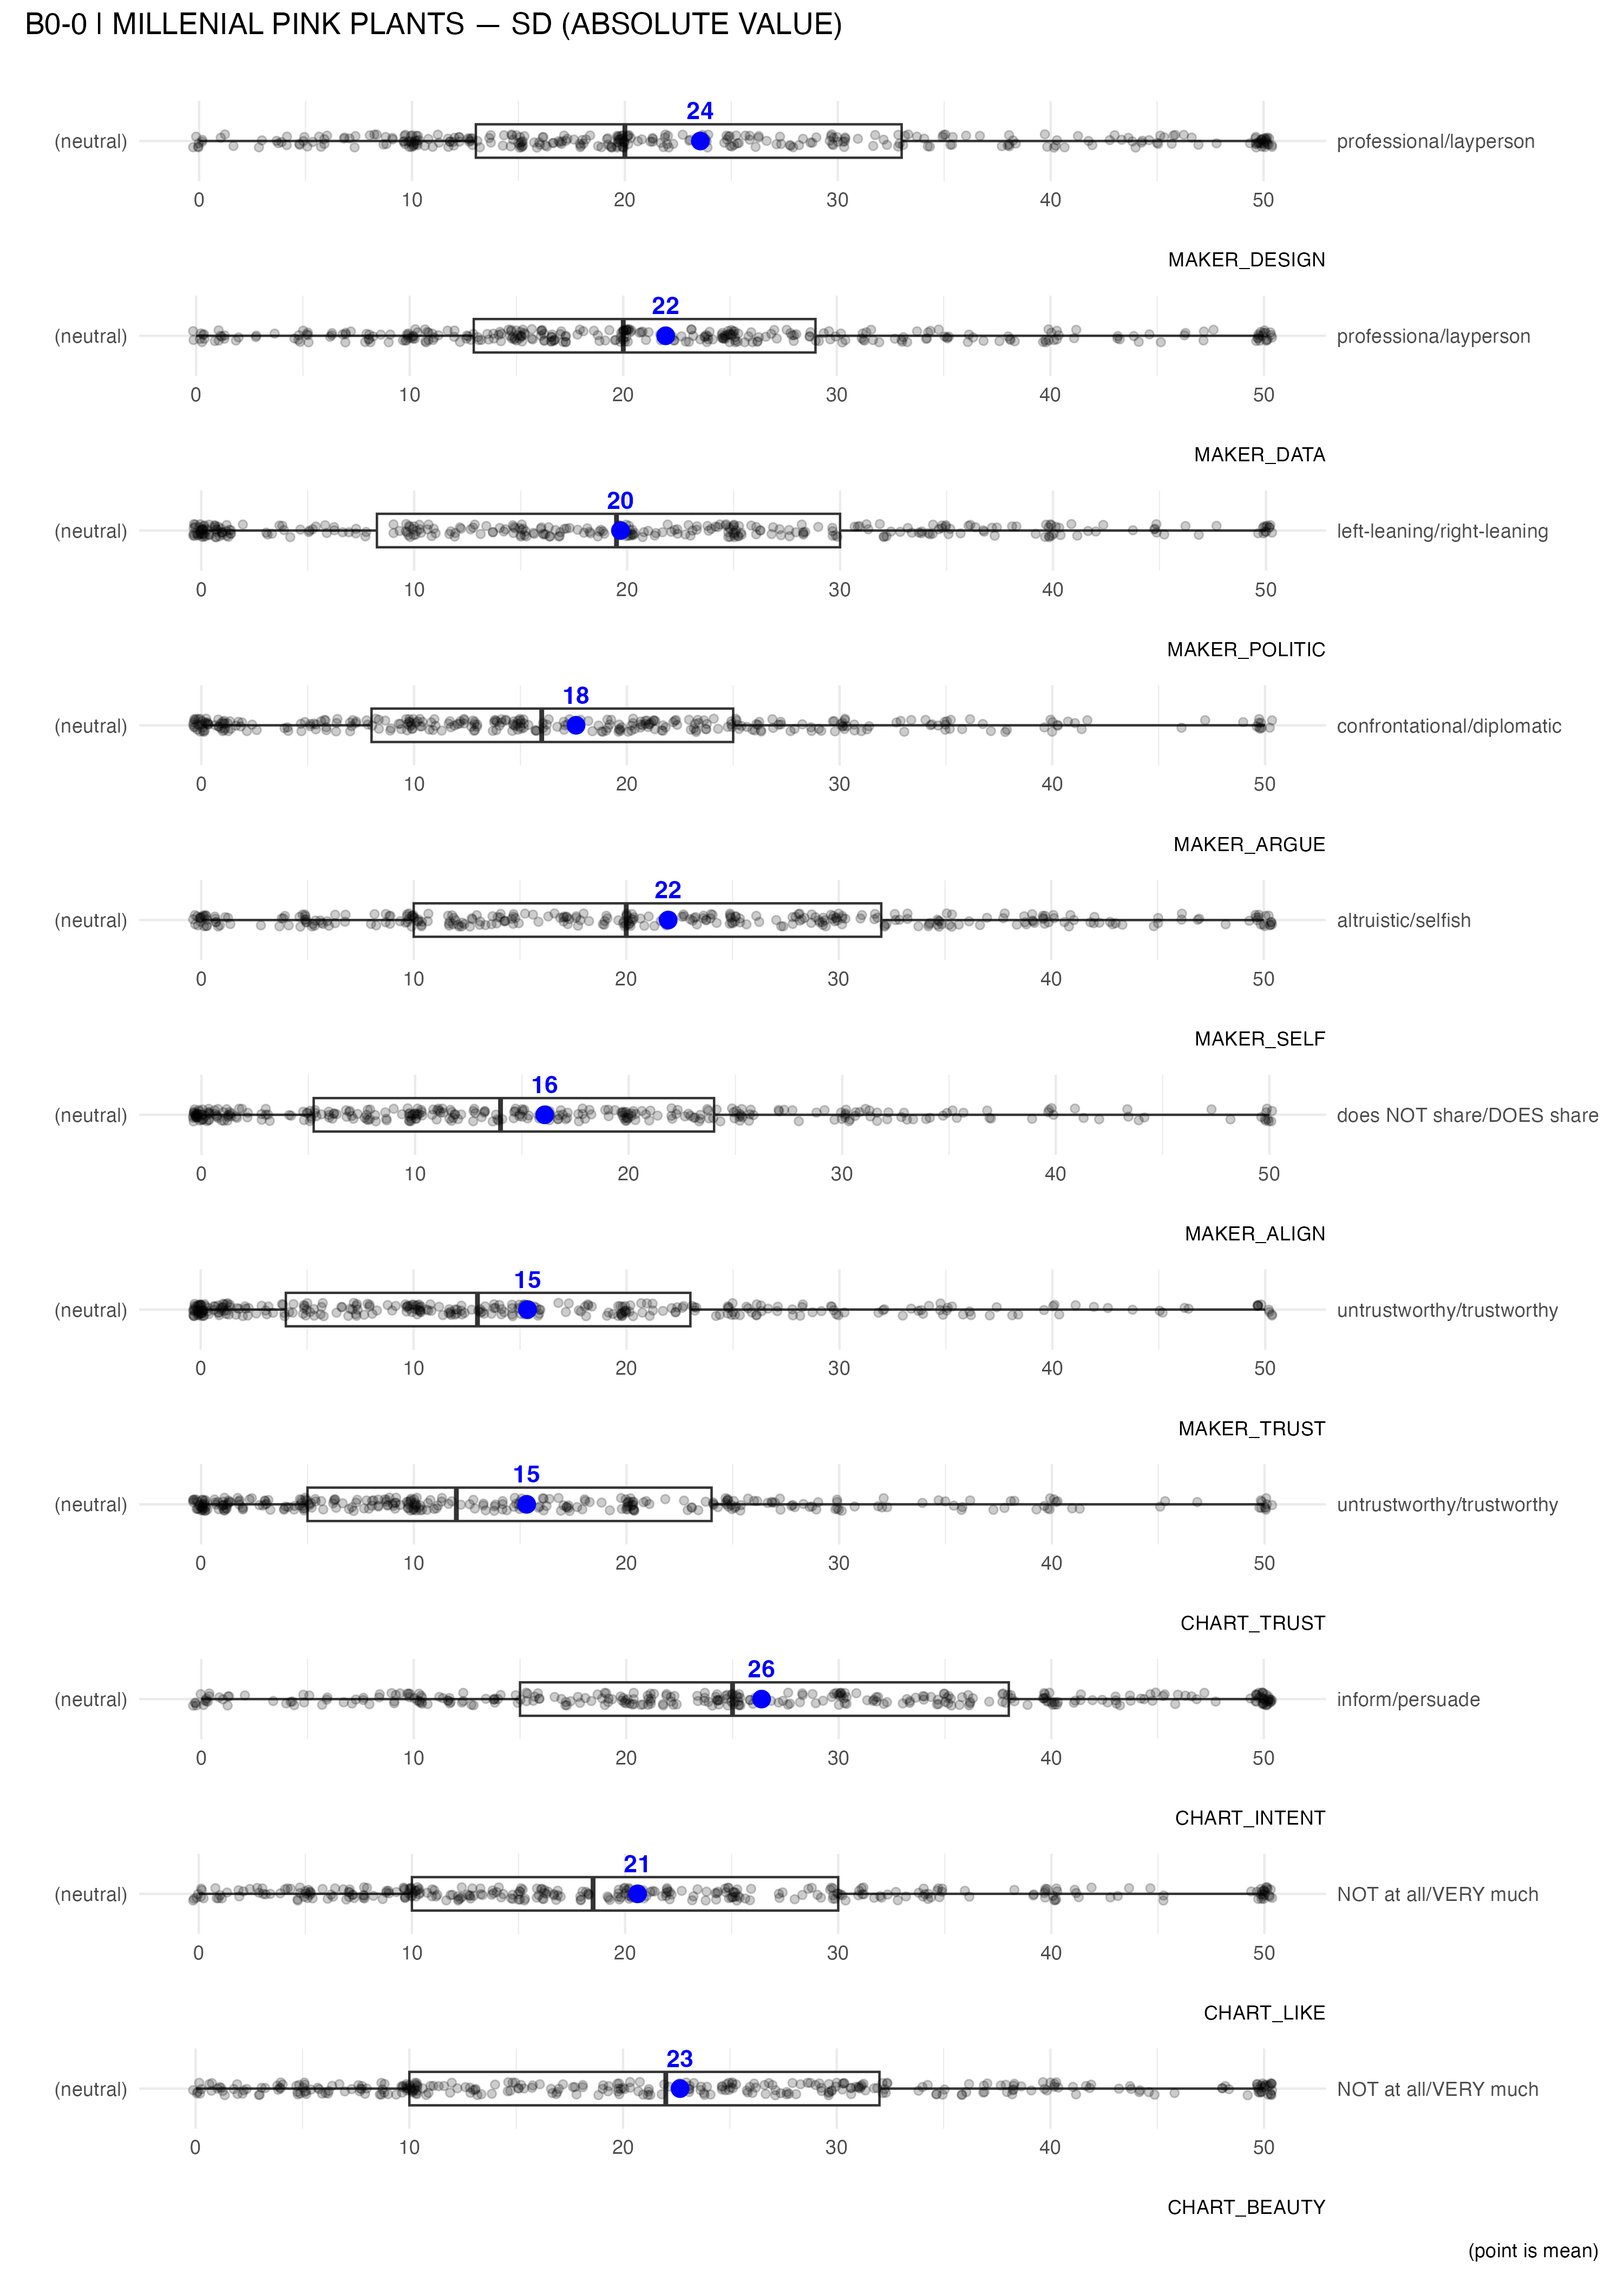 B0-0 | MILLENIAL PINK PLANTS — SD (ABSOLUTE VALUE)
24
(neutral) professional/layperson
0 10 20 30 40 50
MAKER_DESIGN
22
(neutral) professiona/layperson
0 10 20 30 40 50
MAKER_DATA
20
(neutral) left-leaning/right-leaning
0 10 20 30 40 50
MAKER_POLITIC
18
(neutral) confrontational/diplomatic
0 10 20 30 40 50
MAKER_ARGUE
22
(neutral) altruistic/selfish
0 10 20 30 40 50
MAKER_SELF
16
(neutral) does NOT share/DOES share
0 10 20 30 40 50
MAKER_ALIGN
15
(neutral) untrustworthy/trustworthy
0 10 20 30 40 50
MAKER_TRUST
15
(neutral) untrustworthy/trustworthy
0 10 20 30 40 50
CHART_TRUST
26
(neutral) inform/persuade
0 10 20 30 40 50
CHART_INTENT
21
(neutral) NOT at all/VERY much
0 10 20 30 40 50
CHART_LIKE
23
(neutral) NOT at all/VERY much
0 10 20 30 40 50
CHART_BEAUTY
(point is mean)